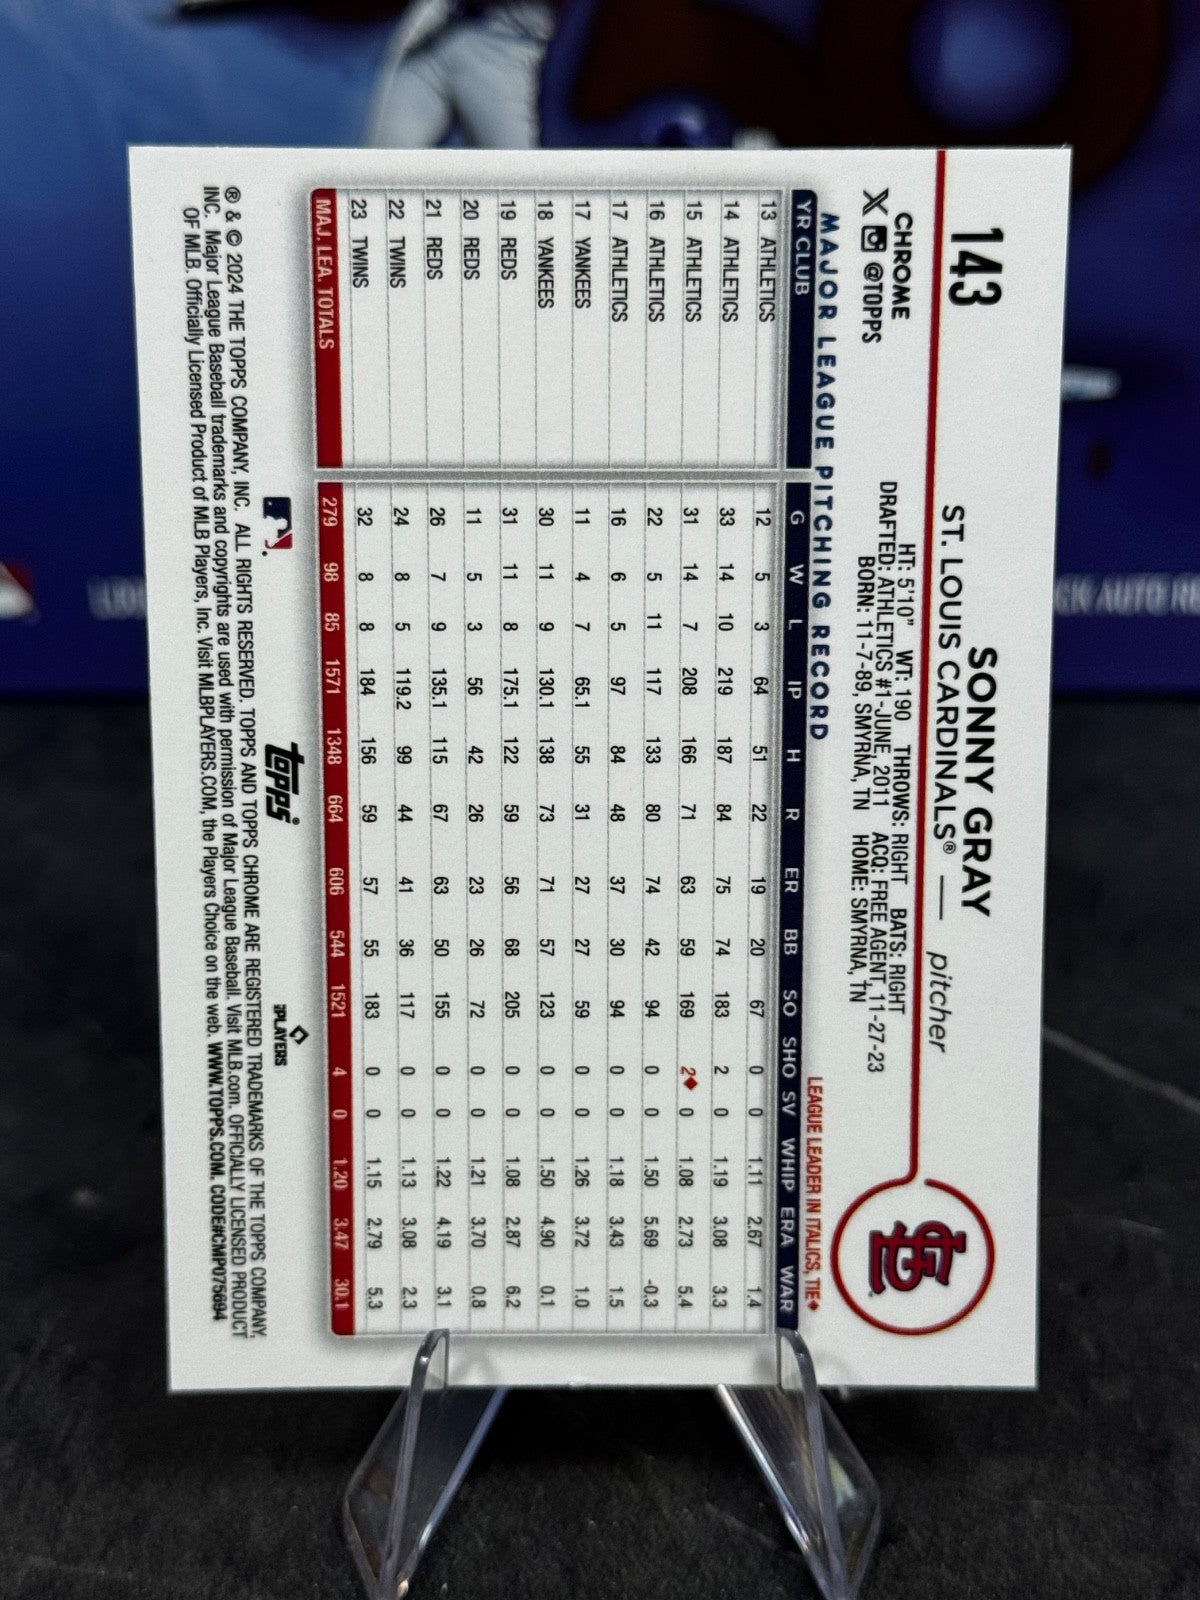 143
SONNY GRAY
ST. LOUIS CARDINALS® — pitcher
CHROME
X @TOPPS
HT: 5'10" WT: 190 THROWS: RIGHT BATS: RIGHT
DRAFTED: ATHLETICS #1-JUNE, 2011 ACQ: FREE AGENT, 11-27-23
BORN: 11-7-89, SMYRNA, TN HOME: SMYRNA, TN
STL
MAJOR LEAGUE PITCHING RECORD
LEAGUE LEADER IN ITALICS, TIE♦
YR CLUB G W L IP H R ER BB SO SHO SV WHIP ERA WAR
13 ATHLETICS 12 5 3 64 51 22 19 20 67 0 0 1.11 2.67 1.4
14 ATHLETICS 33 14 10 219 187 84 75 74 183 2 0 1.19 3.08 3.3
15 ATHLETICS 31 14 7 208 166 71 63 59 169 2♦ 0 1.08 2.73 5.4
16 ATHLETICS 22 5 11 117 133 80 74 42 94 0 0 1.50 5.69 -0.3
17 ATHLETICS 16 6 5 97 84 48 37 30 94 0 0 1.18 3.43 1.5
17 YANKEES 11 4 7 65.1 55 31 27 27 59 0 0 1.26 3.72 1.0
18 YANKEES 30 11 9 130.1 138 73 71 57 123 0 0 1.50 4.90 0.1
19 REDS 31 11 8 175.1 122 59 56 68 205 0 0 1.08 2.87 6.2
20 REDS 11 5 3 56 42 26 23 26 72 0 0 1.21 3.70 0.8
21 REDS 26 7 9 135.1 115 67 63 50 155 0 0 1.22 4.19 3.1
22 TWINS 24 8 5 119.2 99 44 41 36 117 0 0 1.13 3.08 2.3
23 TWINS 32 8 8 184 156 59 57 55 183 0 0 1.15 2.79 5.3
MAJ. LEA. TOTALS 279 98 85 1571 1348 664 606 544 1521 4 0 1.20 3.47 30.1
topps®
PLAYERS
® & © 2024 THE TOPPS COMPANY, INC. ALL RIGHTS RESERVED. TOPPS AND TOPPS CHROME ARE REGISTERED TRADEMARKS OF THE TOPPS COMPANY,
INC. Major League Baseball trademarks and copyrights are used with permission of Major League Baseball. Visit MLB.com. OFFICIALLY LICENSED PRODUCT
OF MLB. Officially Licensed Product of MLB Players, Inc. Visit MLBPLAYERS.COM, the Players Choice on the web. WWW.TOPPS.COM. CODE#CMP075694
AUTO